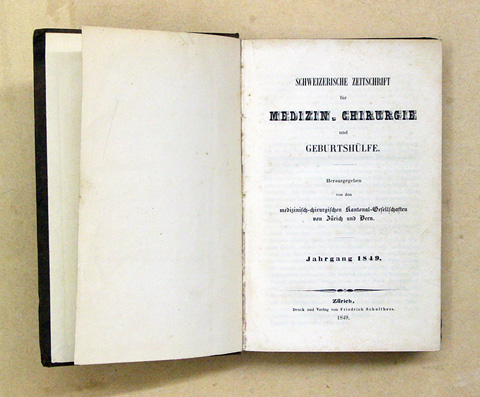 SCHWEIZERISCHE ZEITSCHRIFT
für
MEDIZIN, CHIRURGIE
und
GEBURTSHÜLFE.
Herausgegeben
von den
medizinisch-chirurgischen Kantonal-Gesellschaften
von Zürich und Bern.
Jahrgang 1849.
Zürich,
Druck und Verlag von Friedrich Schulthess.
1849.